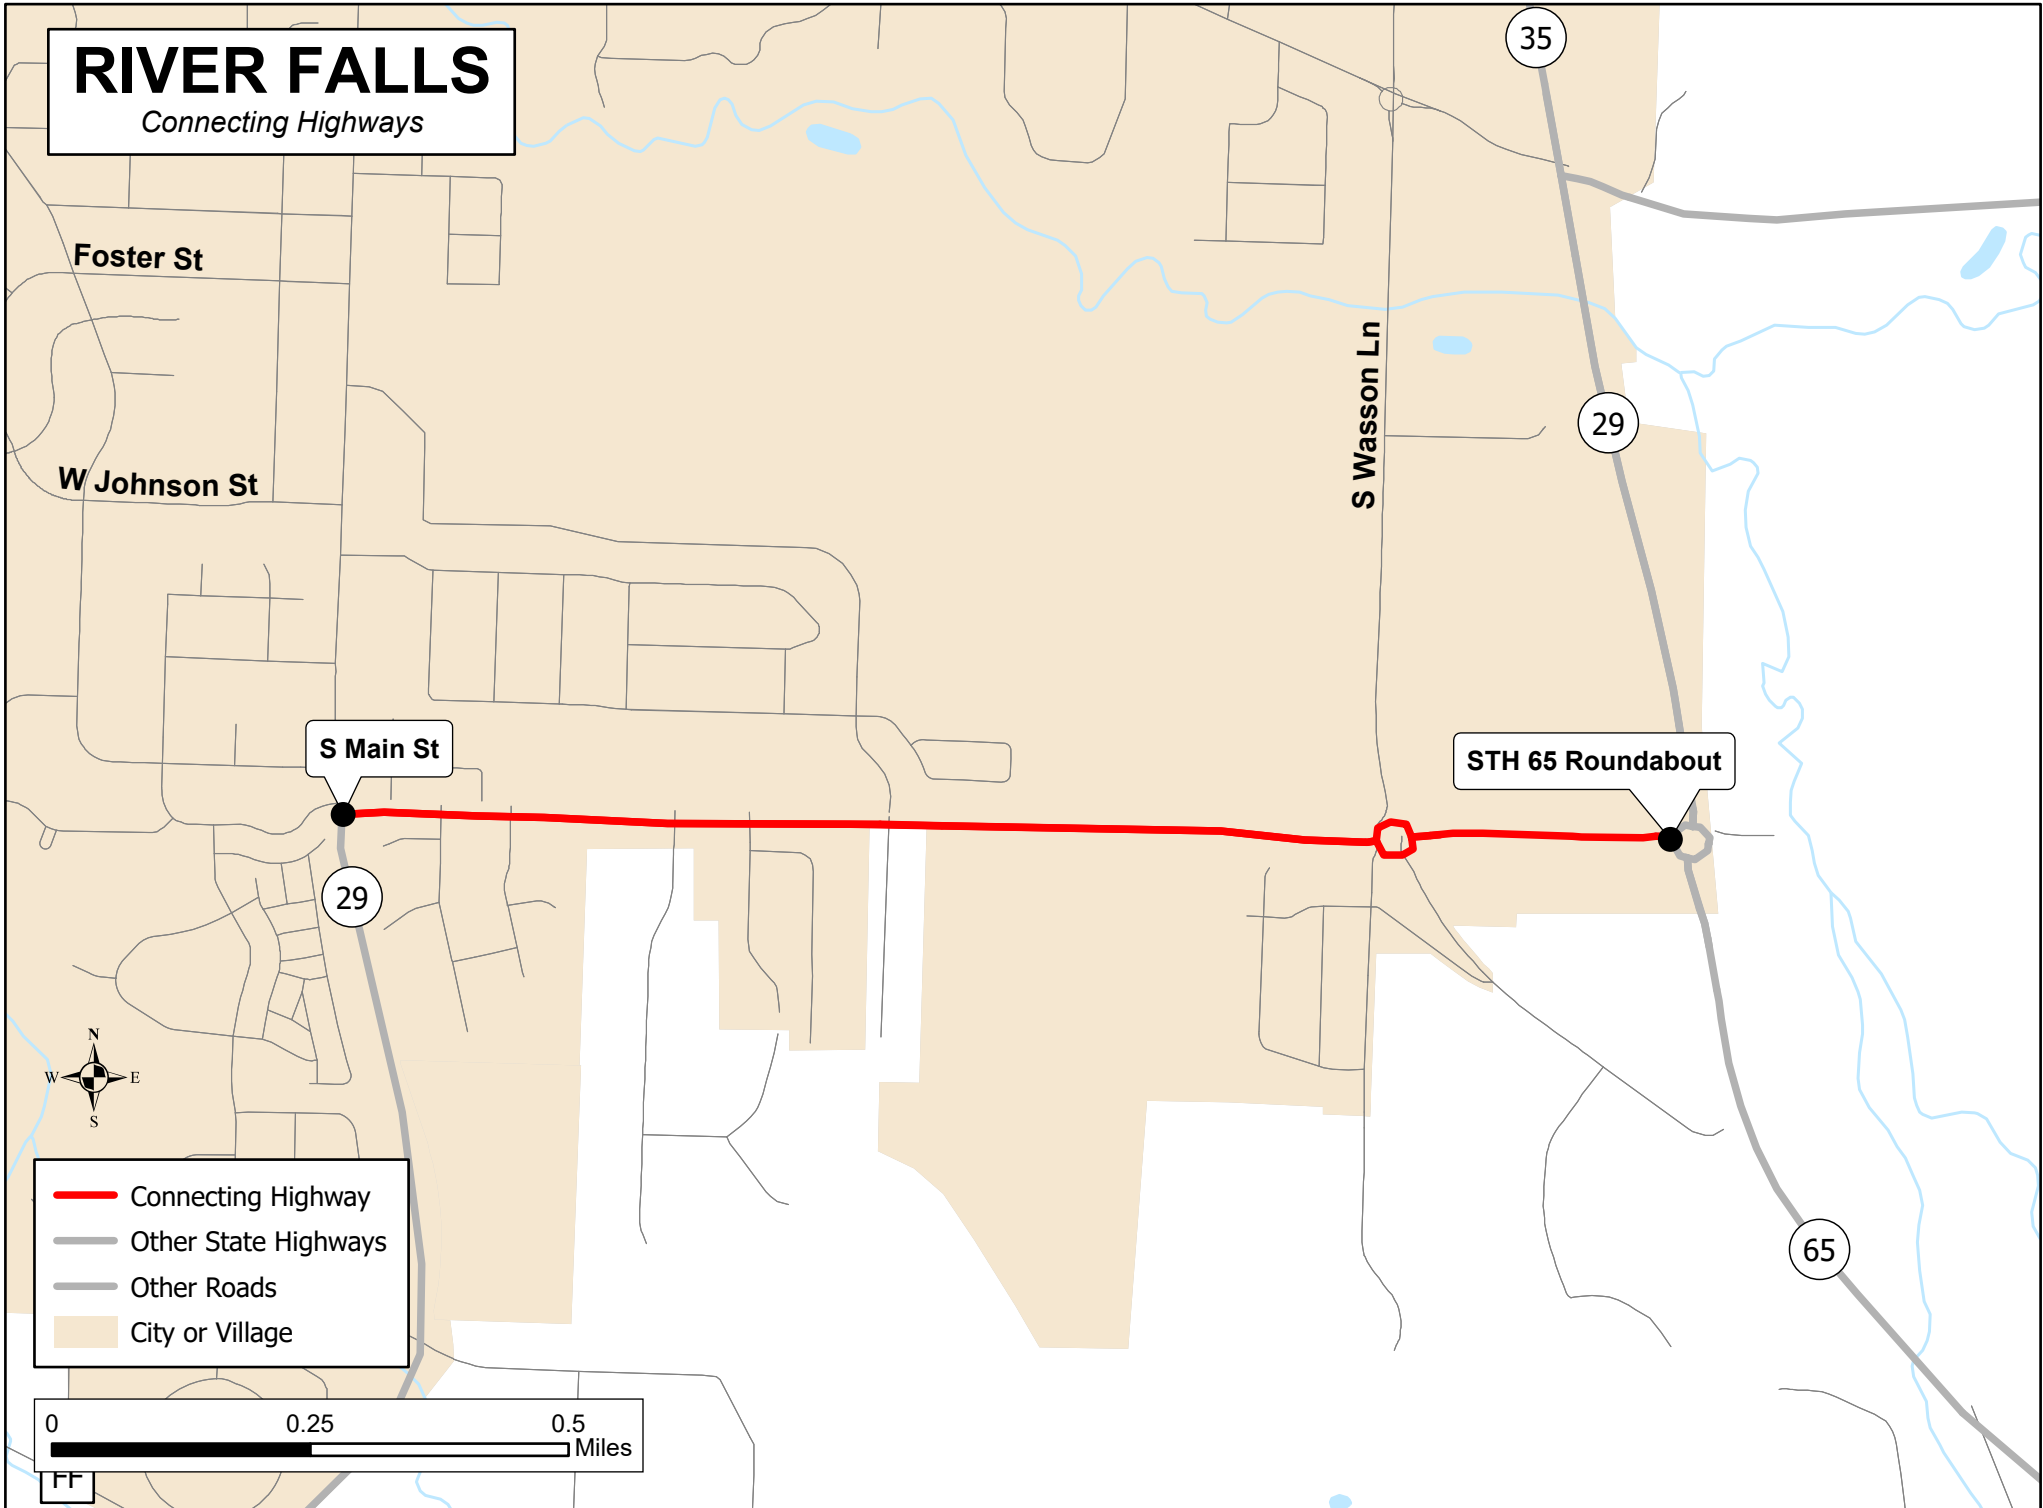 RIVER FALLS
Connecting Highways
35
Foster St
S Wasson Ln
29
W Johnson St
S Main St
STH 65 Roundabout
29
N
W
E
S
65
Connecting Highway
Other State Highways
Other Roads
City or Village
0 0.25 0.5
Miles
FF